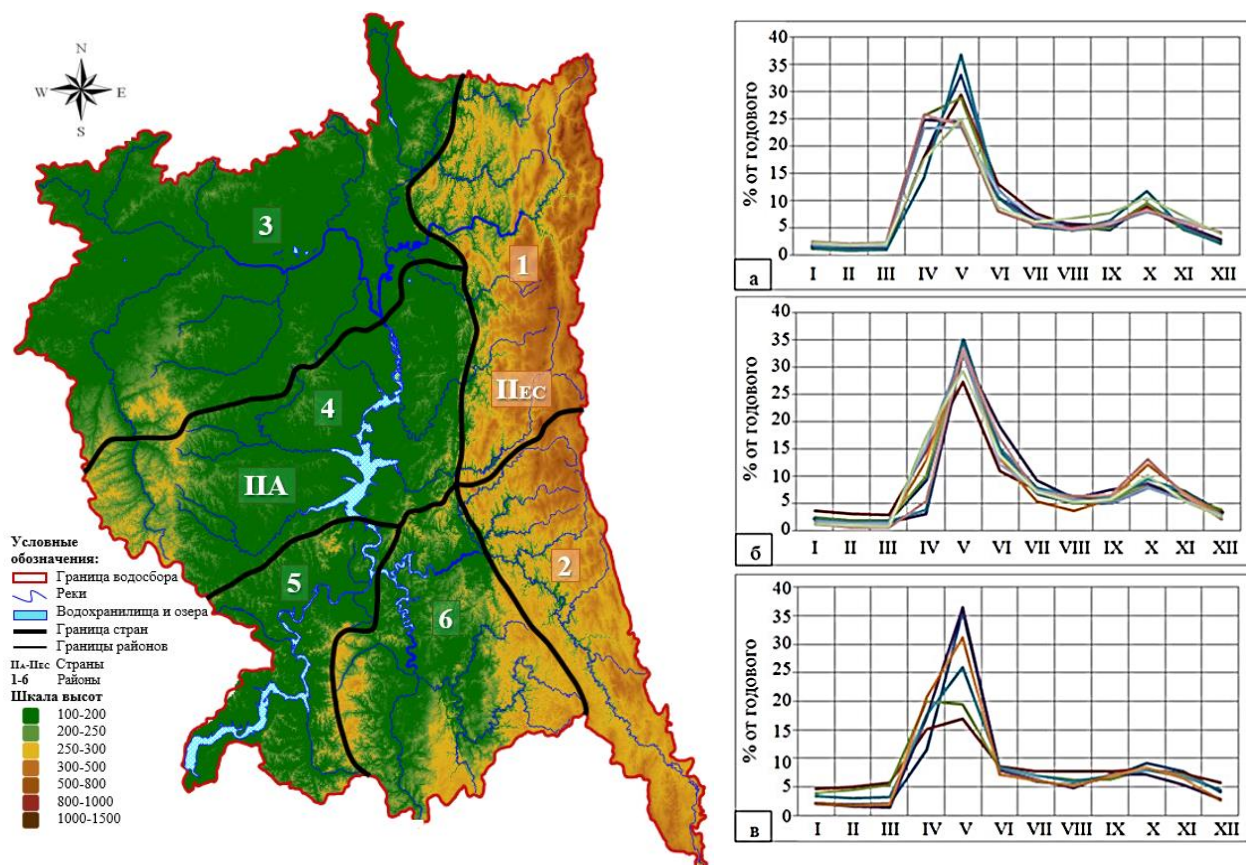 N
W E
S
3
1
4
IIЕС
IIА
5
2
6
Условные
обозначения:
Граница водосбора
Реки
Водохранилища и озера
Граница стран
Границы районов
IIА-IIЕС Страны
1-6 Районы
Шкала высот
100-200
200-250
250-300
300-500
500-800
800-1000
1000-1500
% от годового
40
35
30
25
20
15
10
5
0
I II III IV V VI VII VIII IX X XI XII
а
% от годового
40
35
30
25
20
15
10
5
0
I II III IV V VI VII VIII IX X XI XII
б
% от годового
40
35
30
25
20
15
10
5
0
I II III IV V VI VII VIII IX X XI XII
в